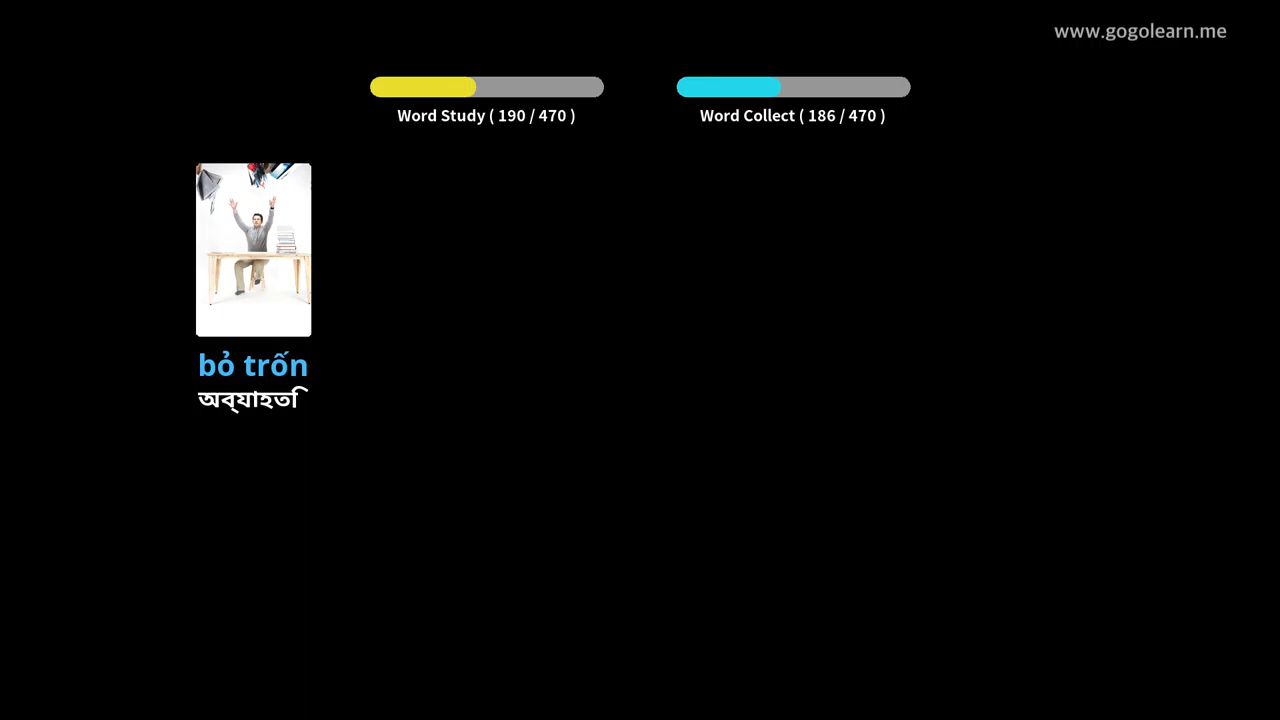 www.gogolearn.me
Word Study ( 190 / 470 )
Word Collect ( 186 / 470 )
bỏ trốn
অব্যাহতি